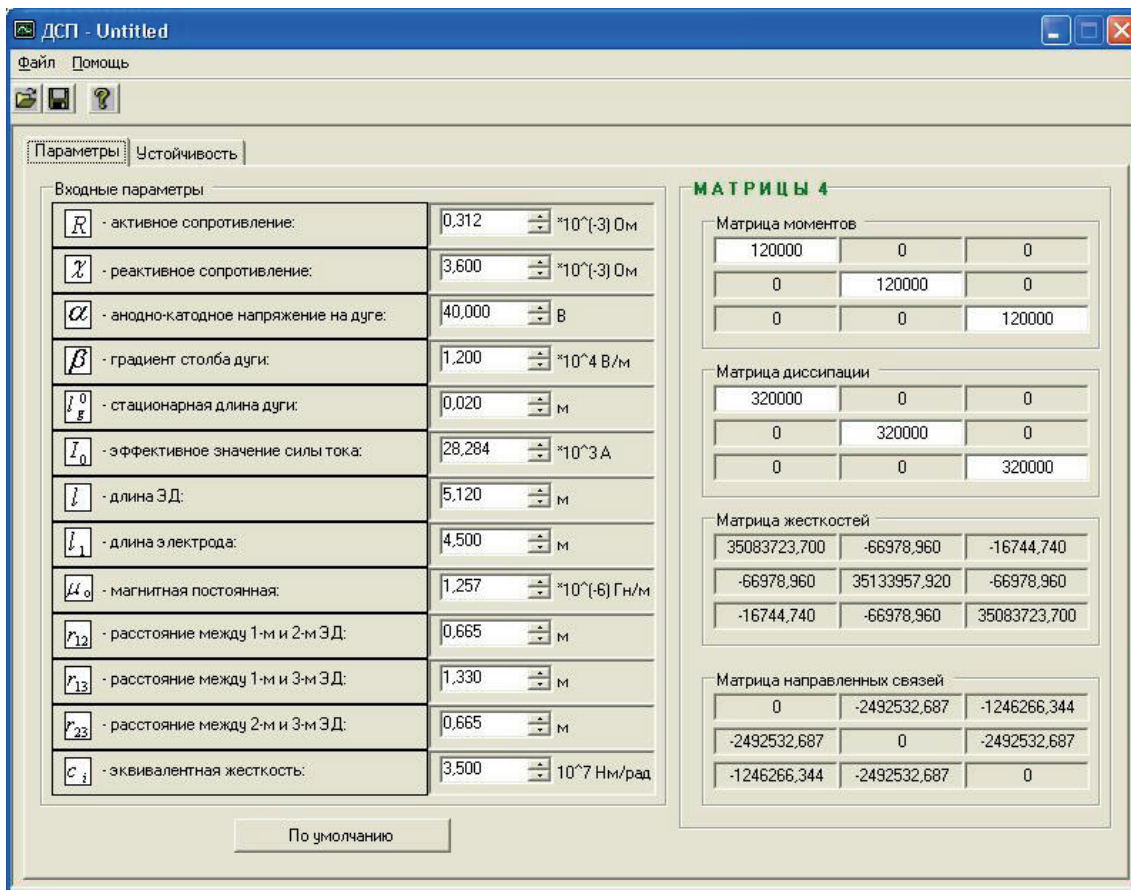 ДСП - Untitled
Файл Помощь
Параметры Устойчивость
Входные параметры
R - активное сопротивление: 0,312 *10^(-3) Ом
χ - реактивное сопротивление: 3,600 *10^(-3) Ом
α - анодно-катодное напряжение на дуге: 40,000 В
β - градиент столба дуги: 1,200 *10^4 В/м
l⁰g - стационарная длина дуги: 0,020 м
I₀ - эффективное значение силы тока: 28,284 *10^3 А
l - длина ЭД: 5,120 м
l₁ - длина электрода: 4,500 м
μ₀ - магнитная постоянная: 1,257 *10^(-6) Гн/м
r₁₂ - расстояние между 1-м и 2-м ЭД: 0,665 м
r₁₃ - расстояние между 1-м и 3-м ЭД: 1,330 м
r₂₃ - расстояние между 2-м и 3-м ЭД: 0,665 м
c i - эквивалентная жесткость: 3,500 10^7 Нм/рад
По умолчанию
МАТРИЦЫ 4
Матрица моментов
120000 0 0
0 120000 0
0 0 120000
Матрица диссипации
320000 0 0
0 320000 0
0 0 320000
Матрица жесткостей
35083723,700 -66978,960 -16744,740
-66978,960 35133957,920 -66978,960
-16744,740 -66978,960 35083723,700
Матрица направленных связей
0 -2492532,687 -1246266,344
-2492532,687 0 -2492532,687
-1246266,344 -2492532,687 0